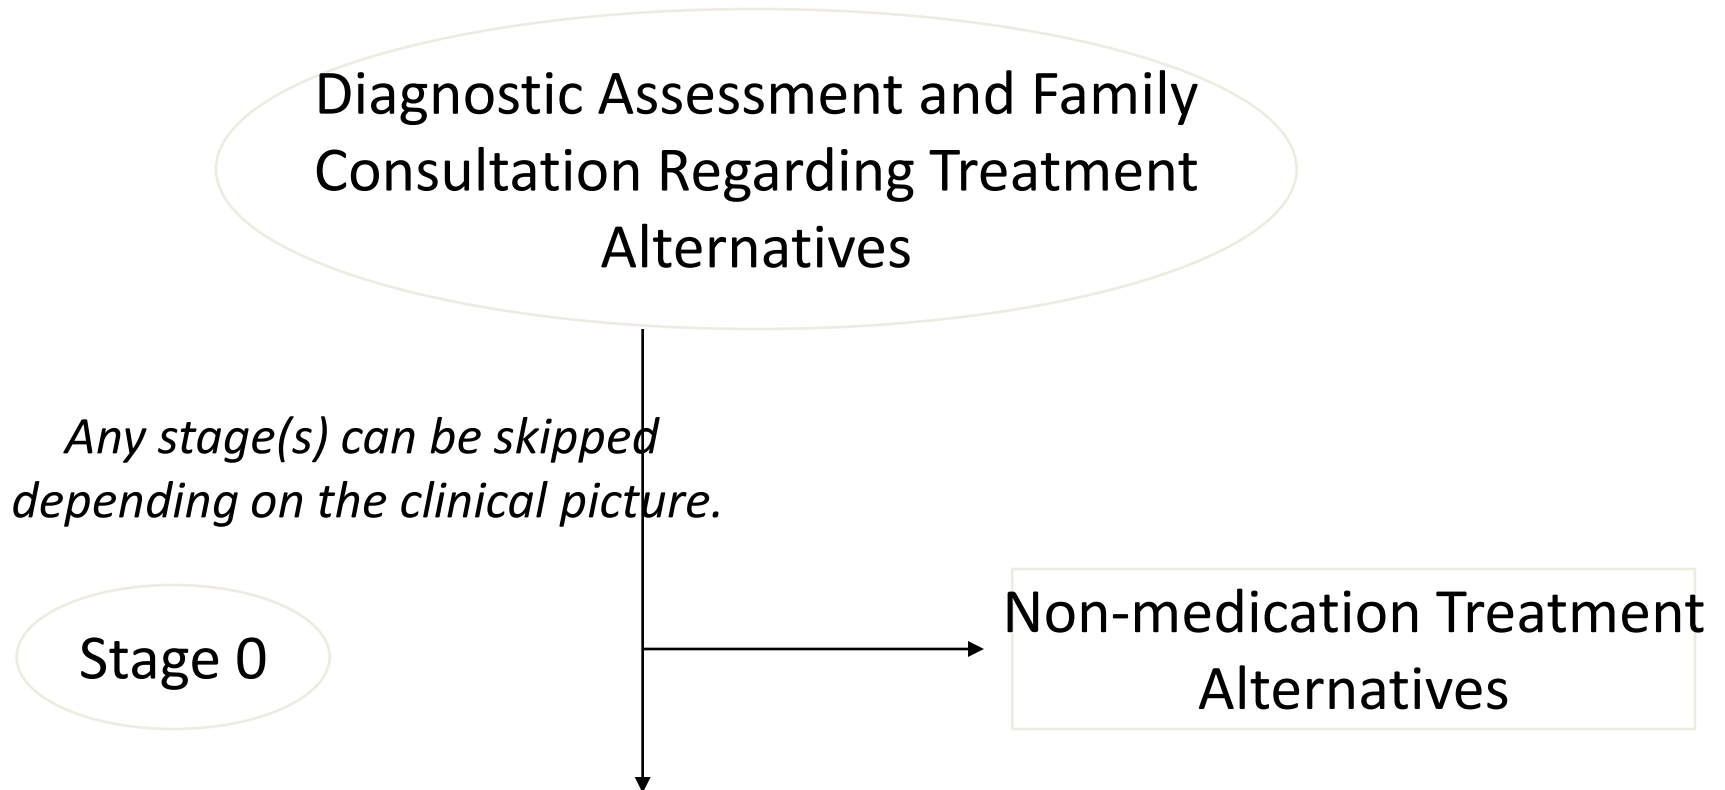 Diagnostic Assessment and Family
Consultation Regarding Treatment
Alternatives
Any stage(s) can be skipped
depending on the clinical picture.
Stage 0
Non-medication Treatment
Alternatives